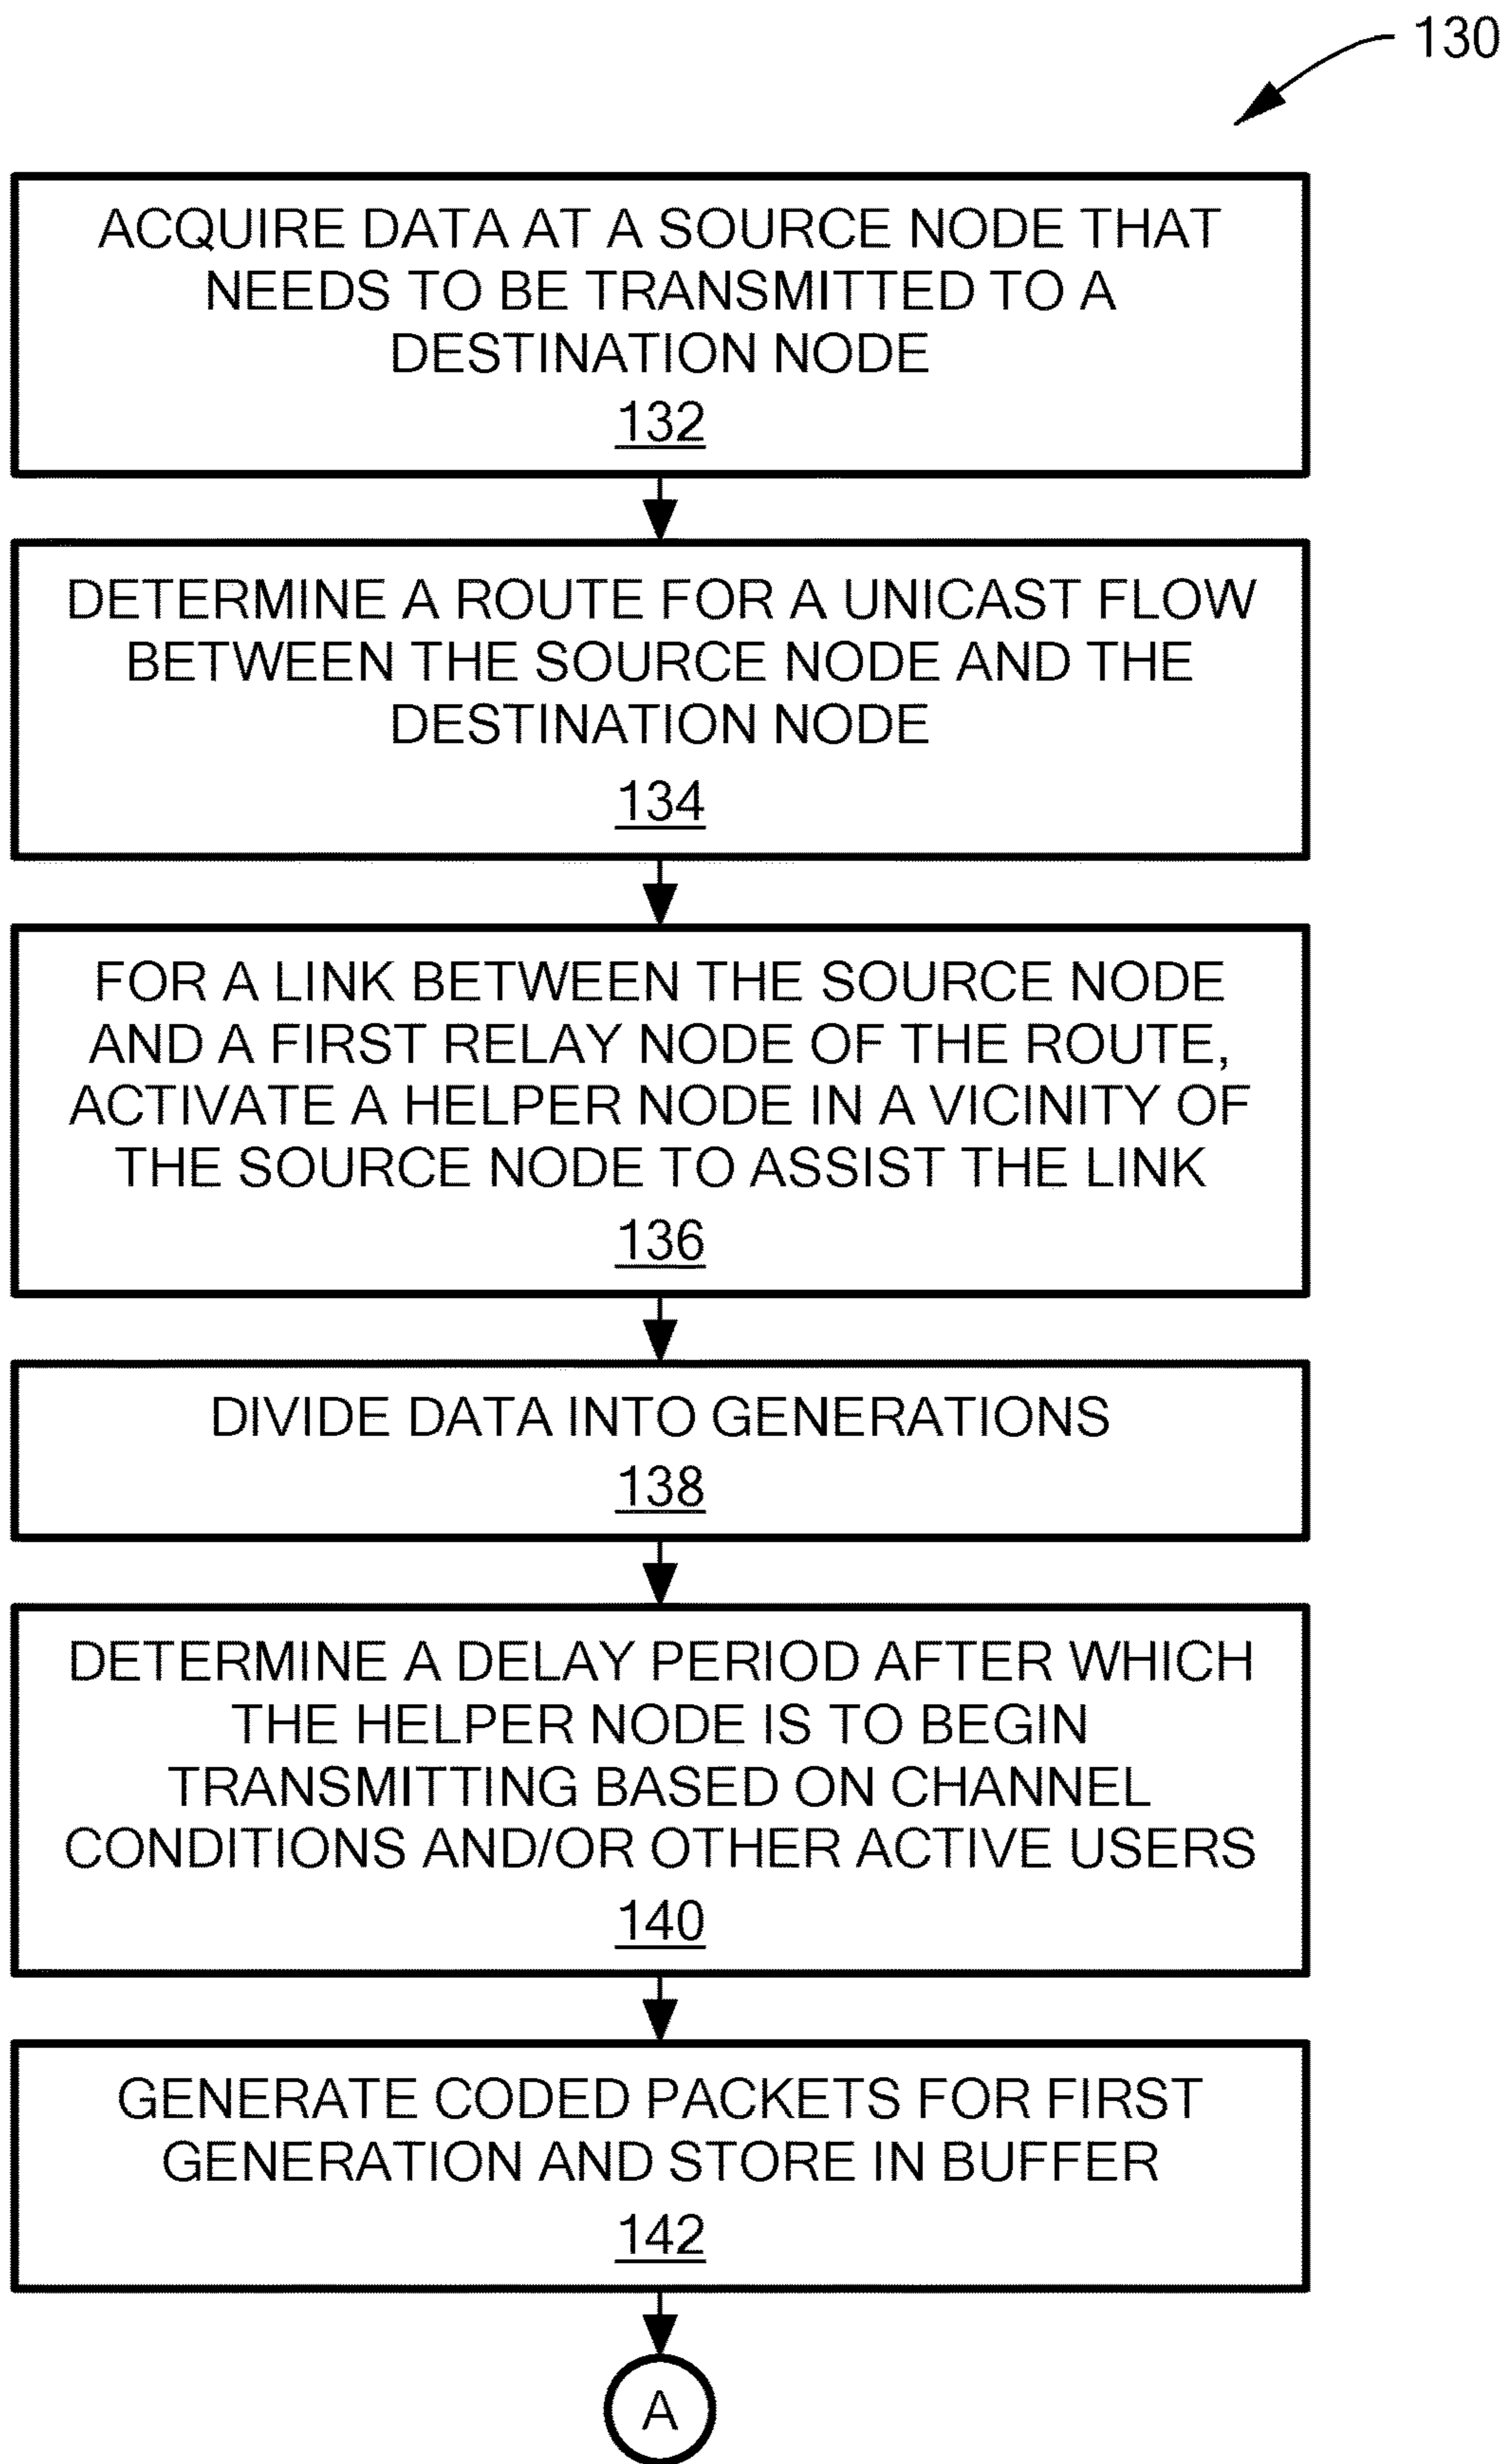 130
ACQUIRE DATA AT A SOURCE NODE THAT
NEEDS TO BE TRANSMITTED TO A
DESTINATION NODE
132
DETERMINE A ROUTE FOR A UNICAST FLOW
BETWEEN THE SOURCE NODE AND THE
DESTINATION NODE
134
FOR A LINK BETWEEN THE SOURCE NODE
AND A FIRST RELAY NODE OF THE ROUTE,
ACTIVATE A HELPER NODE IN A VICINITY OF
THE SOURCE NODE TO ASSIST THE LINK
136
DIVIDE DATA INTO GENERATIONS
138
DETERMINE A DELAY PERIOD AFTER WHICH
THE HELPER NODE IS TO BEGIN
TRANSMITTING BASED ON CHANNEL
CONDITIONS AND/OR OTHER ACTIVE USERS
140
GENERATE CODED PACKETS FOR FIRST
GENERATION AND STORE IN BUFFER
142
A